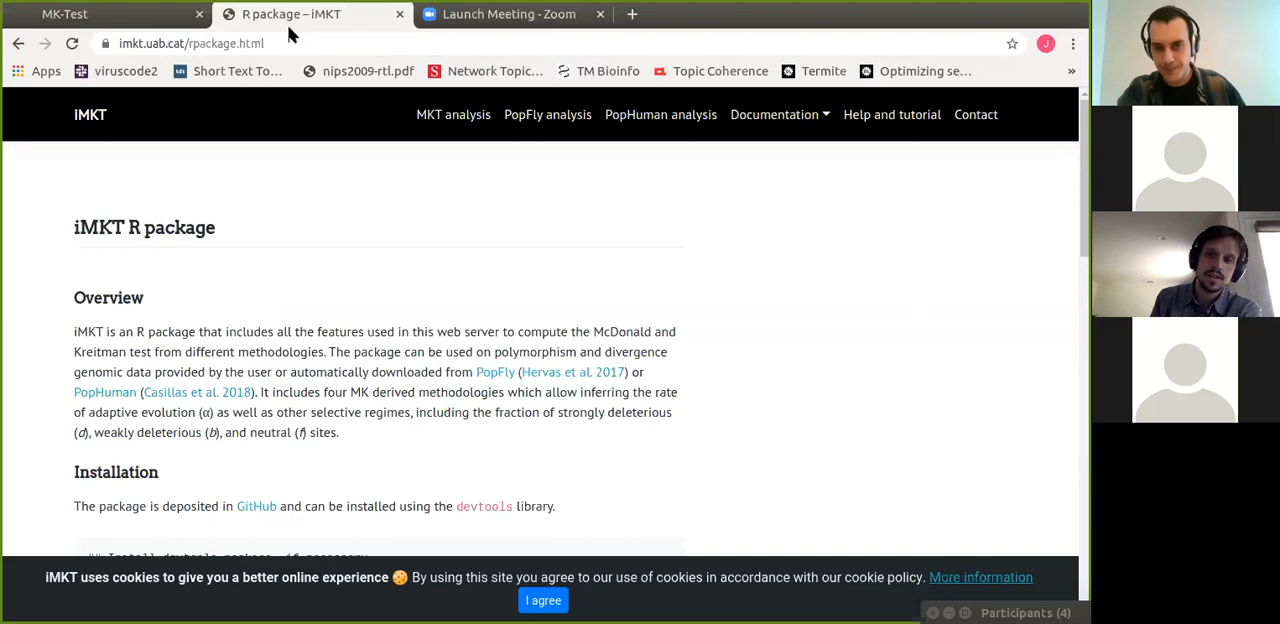 MK-Test
R package – iMKT
Launch Meeting - Zoom
imkt.uab.cat/rpackage.html
J
Apps
viruscode2
Short Text To…
nips2009-rtl.pdf
Network Topic…
TM Bioinfo
Topic Coherence
Termite
Optimizing se…
»
IMKT
MKT analysis
PopFly analysis
PopHuman analysis
Documentation
Help and tutorial
Contact
iMKT R package
Overview
iMKT is an R package that includes all the features used in this web server to compute the McDonald and
Kreitman test from different methodologies. The package can be used on polymorphism and divergence
genomic data provided by the user or automatically downloaded from PopFly (Hervas et al. 2017) or
PopHuman (Casillas et al. 2018). It includes four MK derived methodologies which allow inferring the rate
of adaptive evolution (α) as well as other selective regimes, including the fraction of strongly deleterious
(d), weakly deleterious (b), and neutral (f) sites.
Installation
The package is deposited in GitHub and can be installed using the devtools library.
## Install devtools package, if necessary
iMKT uses cookies to give you a better online experience 🍪 By using this site you agree to our use of cookies in accordance with our cookie policy. More information
I agree
Participants (4)